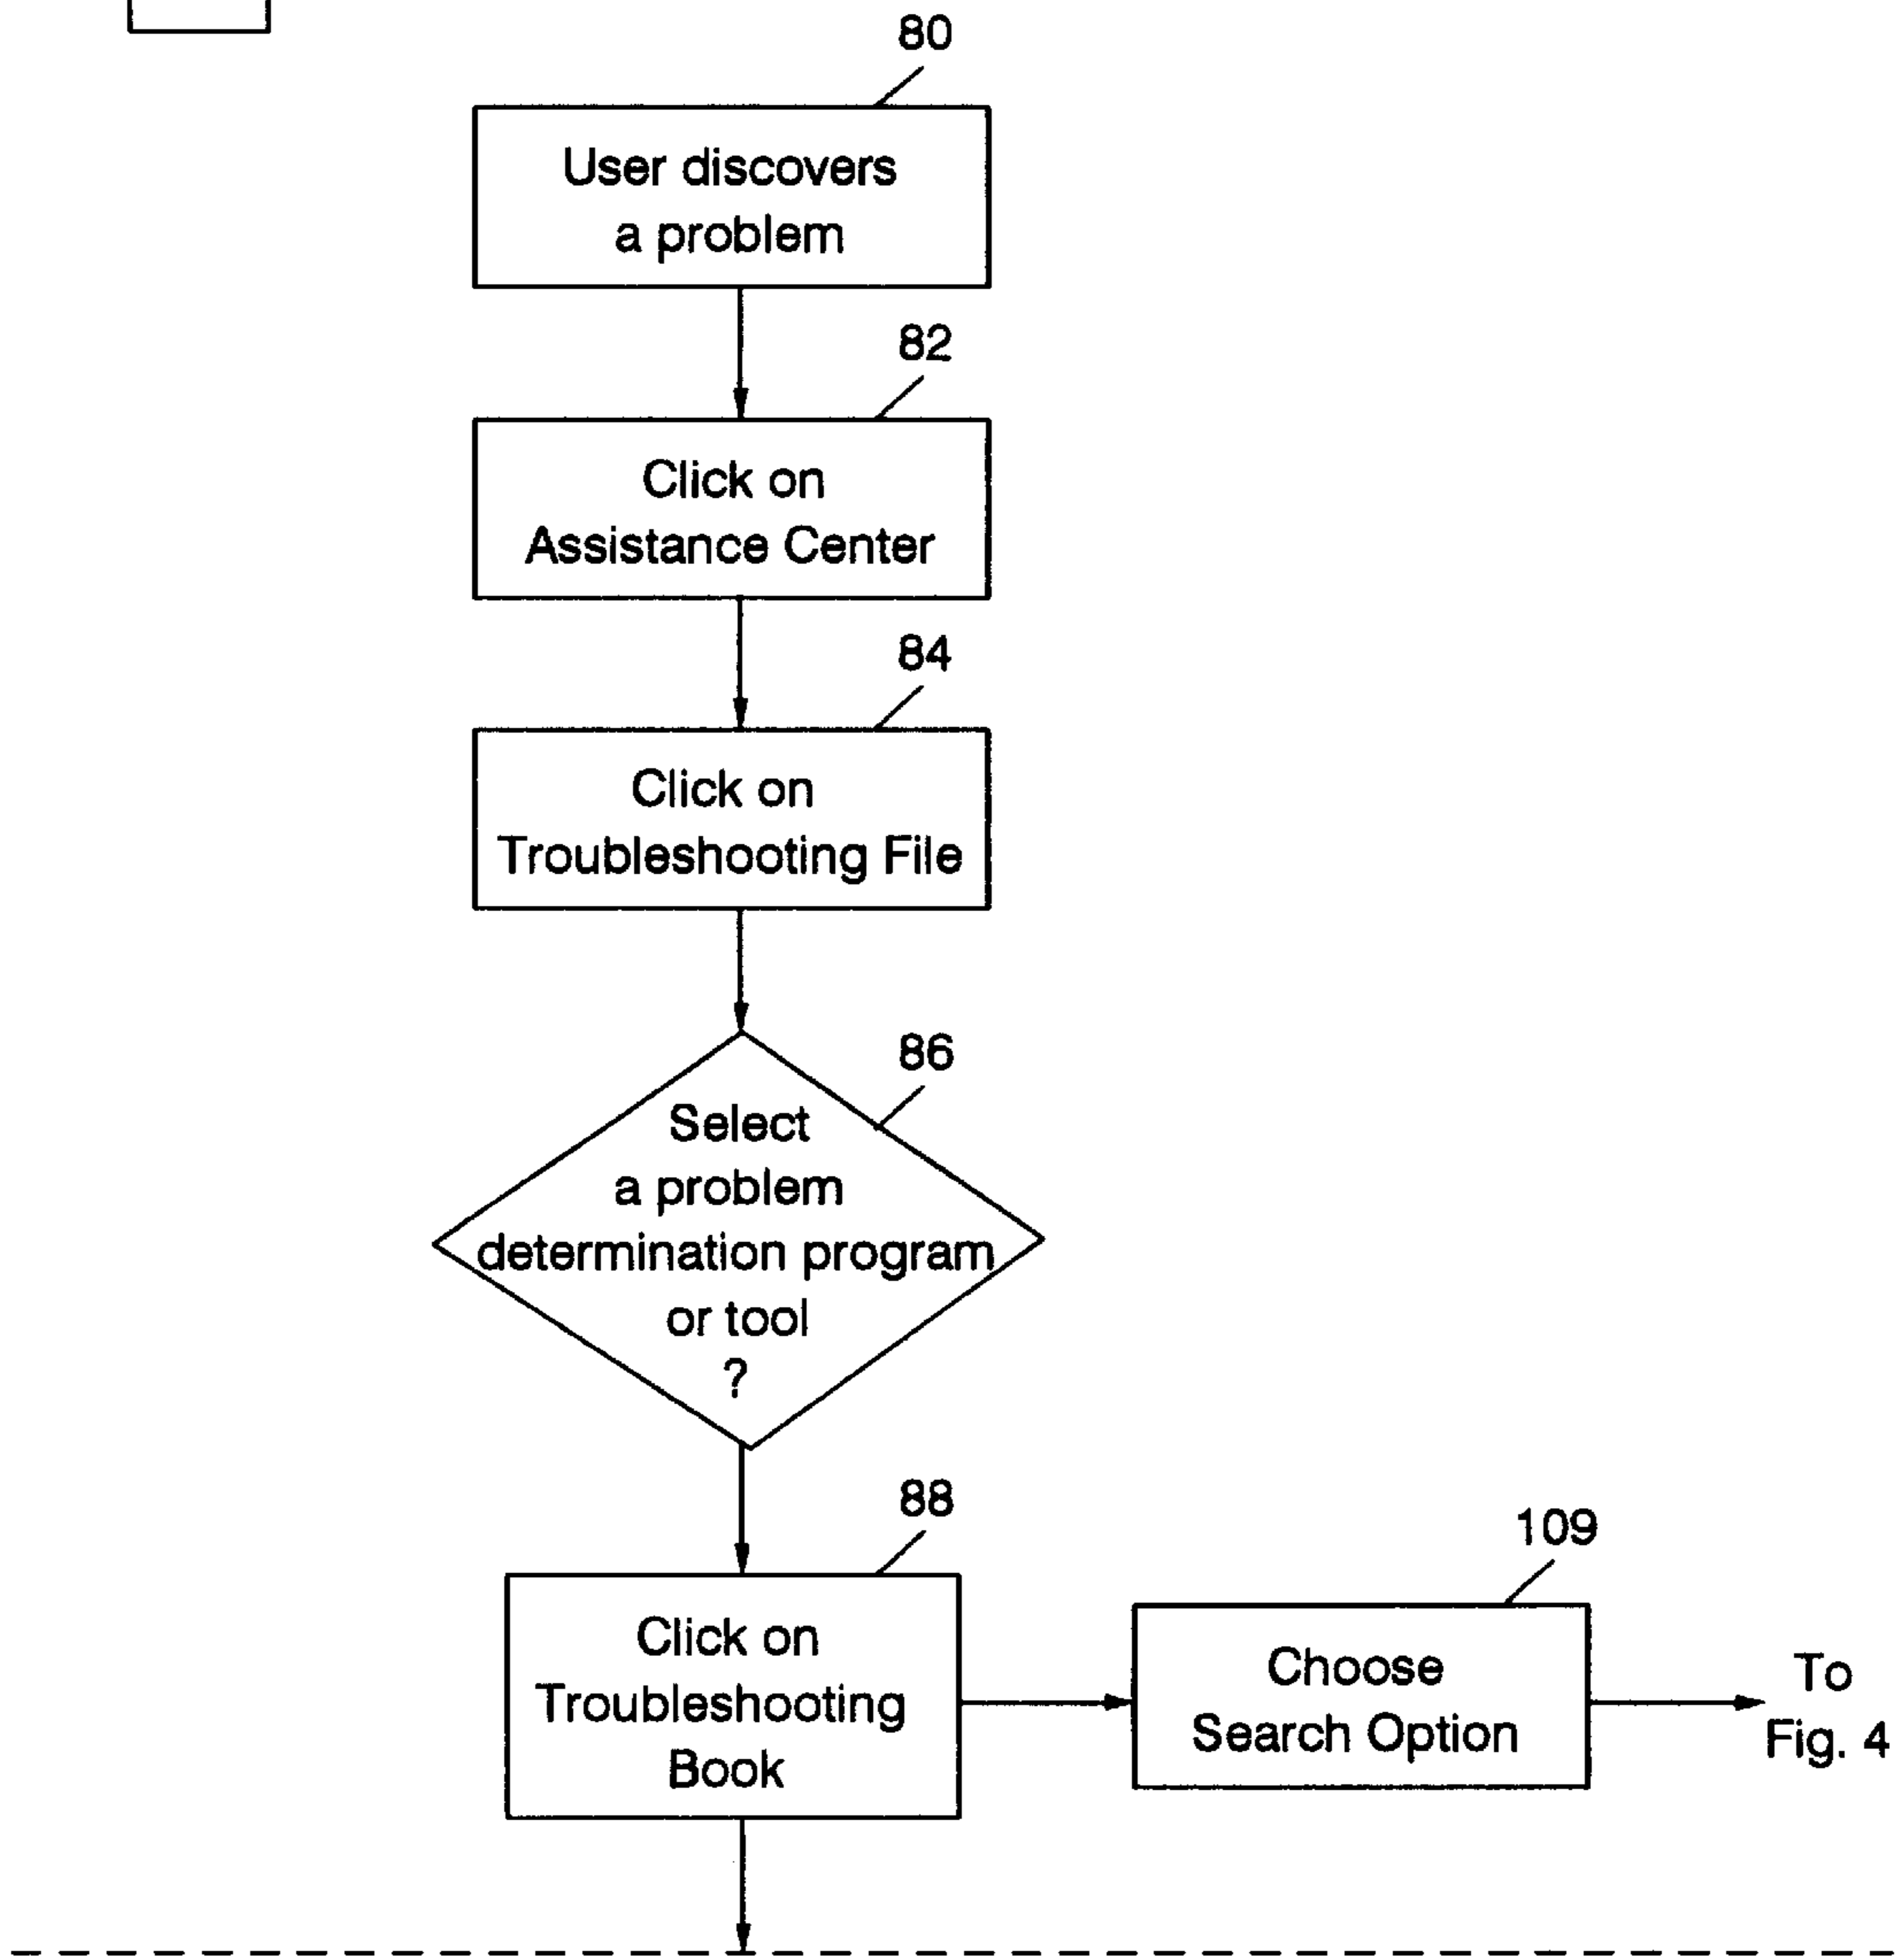 80
User discovers
a problem
82
Click on
Assistance Center
84
Click on
Troubleshooting File
86
Select
a problem
determination program
or tool
?
88
Click on
Troubleshooting
Book
109
Choose
Search Option
To
Fig. 4